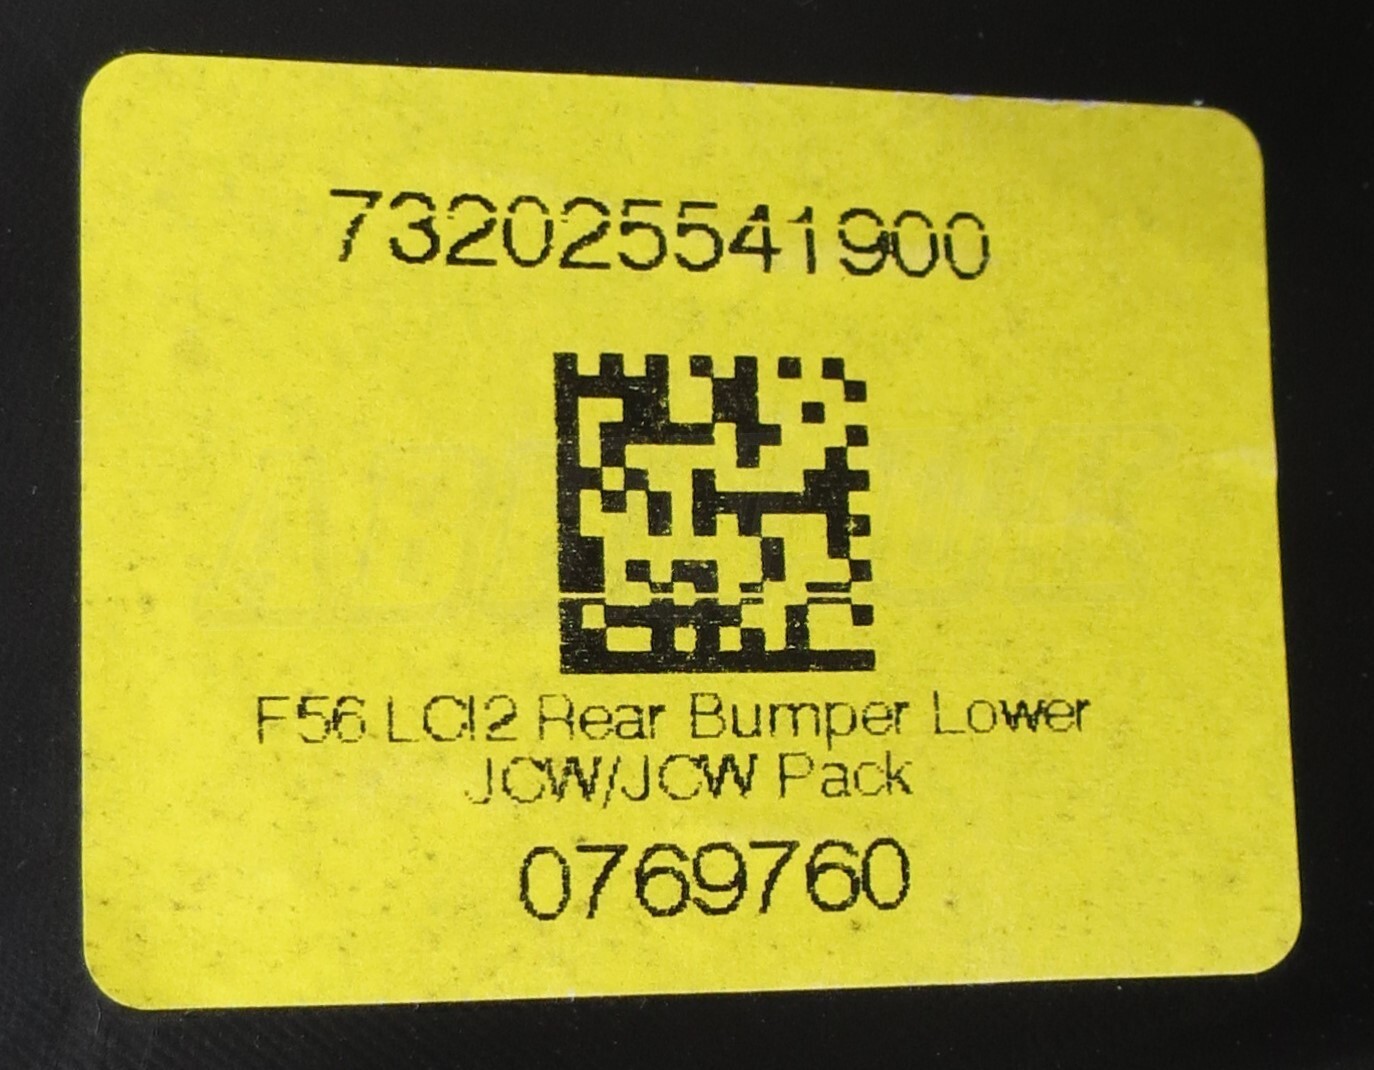 732025541900
F56 LCI2 Rear Bumper Lower
JCW/JCW Pack
0769760